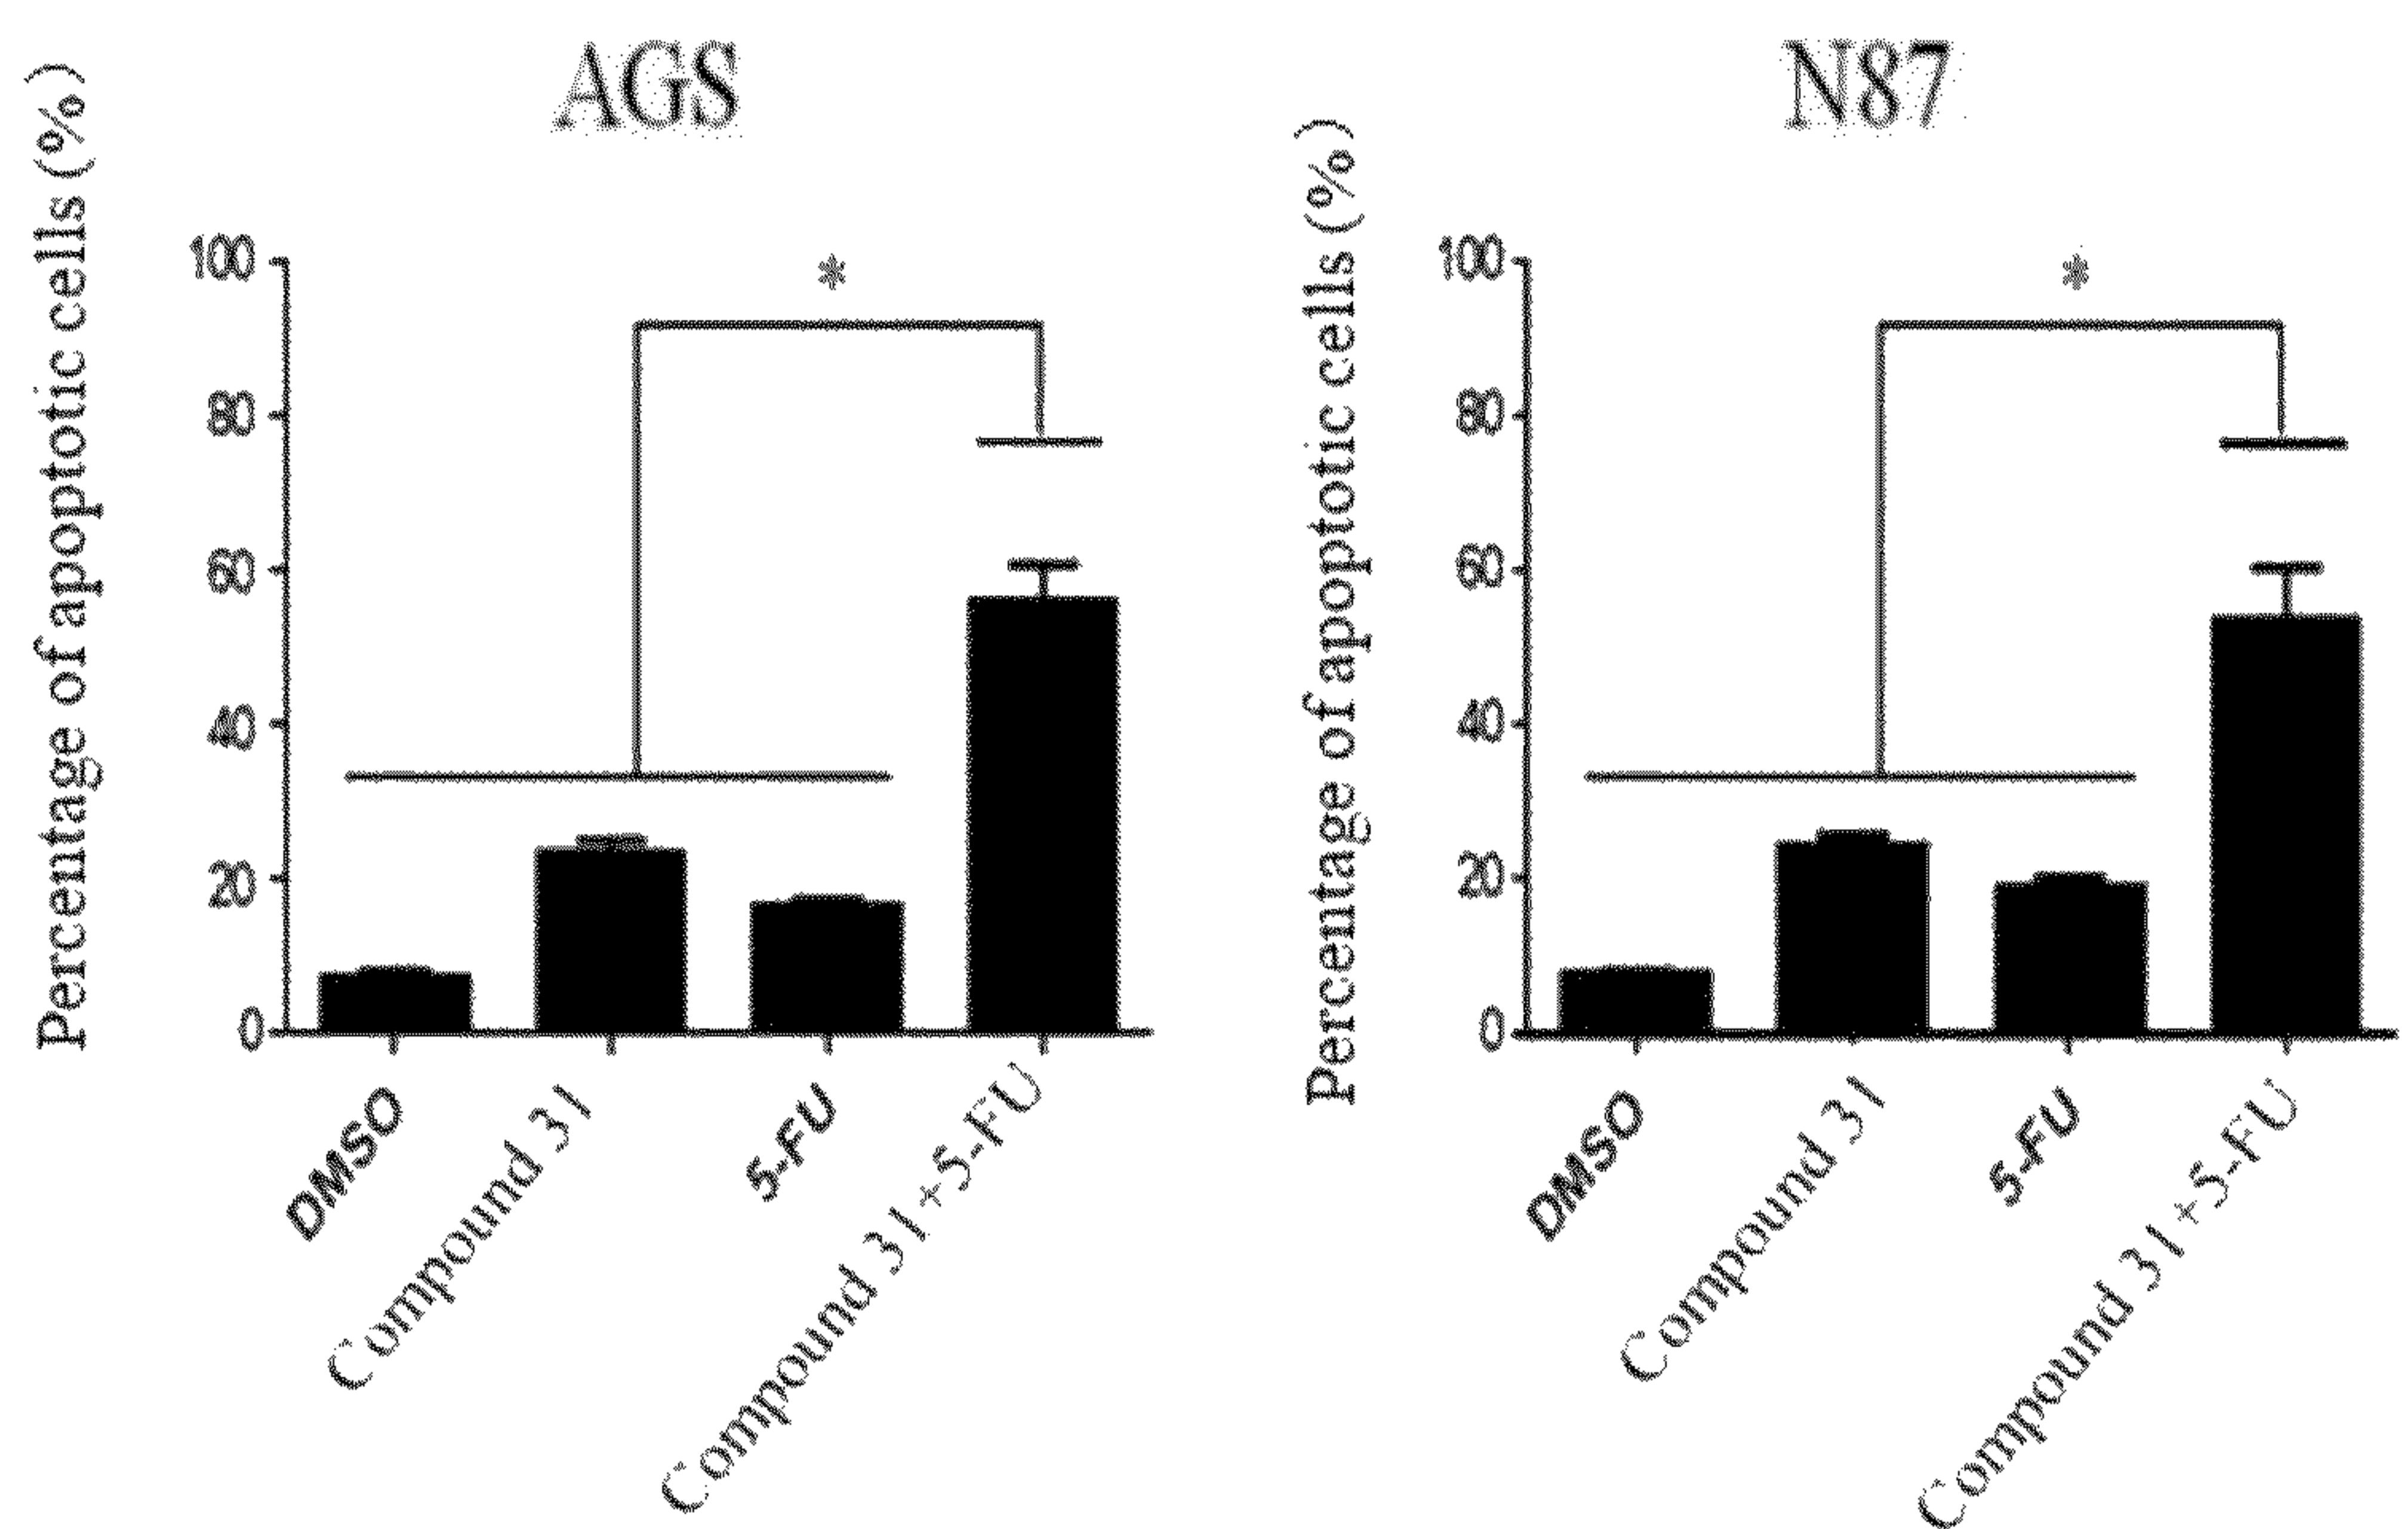 AGS
Percentage of apoptotic cells (%)
100
80
60
40
20
0
*
DMSO
Compound 31
5-FU
Compound 31+5-FU
N87
Percentage of apoptotic cells (%)
100
80
60
40
20
0
*
DMSO
Compound 31
5-FU
Compound 31+5-FU